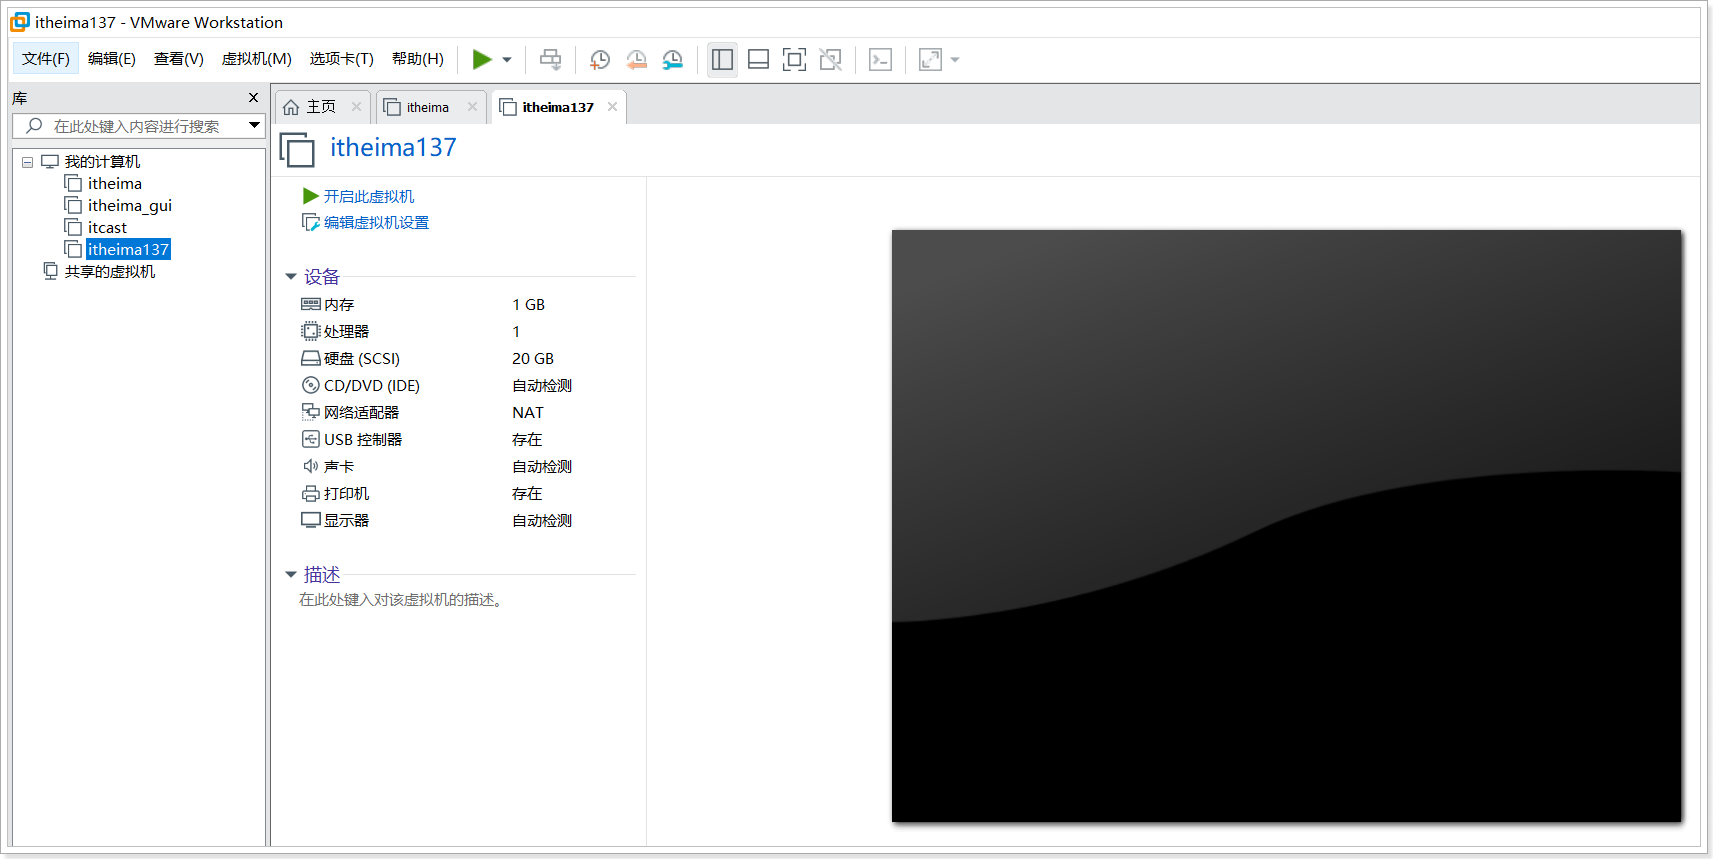 itheima137 - VMware Workstation
文件(F) 编辑(E) 查看(V) 虚拟机(M) 选项卡(T) 帮助(H)
库
在此处键入内容进行搜索
我的计算机
itheima
itheima_gui
itcast
itheima137
共享的虚拟机
主页 itheima itheima137
itheima137
开启此虚拟机
编辑虚拟机设置
设备
内存 1 GB
处理器 1
硬盘 (SCSI) 20 GB
CD/DVD (IDE) 自动检测
网络适配器 NAT
USB 控制器 存在
声卡 自动检测
打印机 存在
显示器 自动检测
描述
在此处键入对该虚拟机的描述。